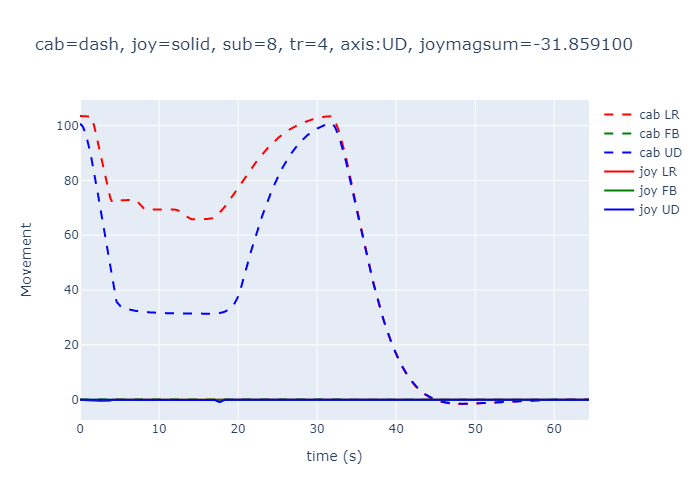 cab=dash, joy=solid, sub=8, tr=4, axis:UD, joymagsum=-31.859100
cab LR
cab FB
cab UD
joy LR
joy FB
joy UD
Movement
100
80
60
40
20
0
0 10 20 30 40 50 60
time (s)